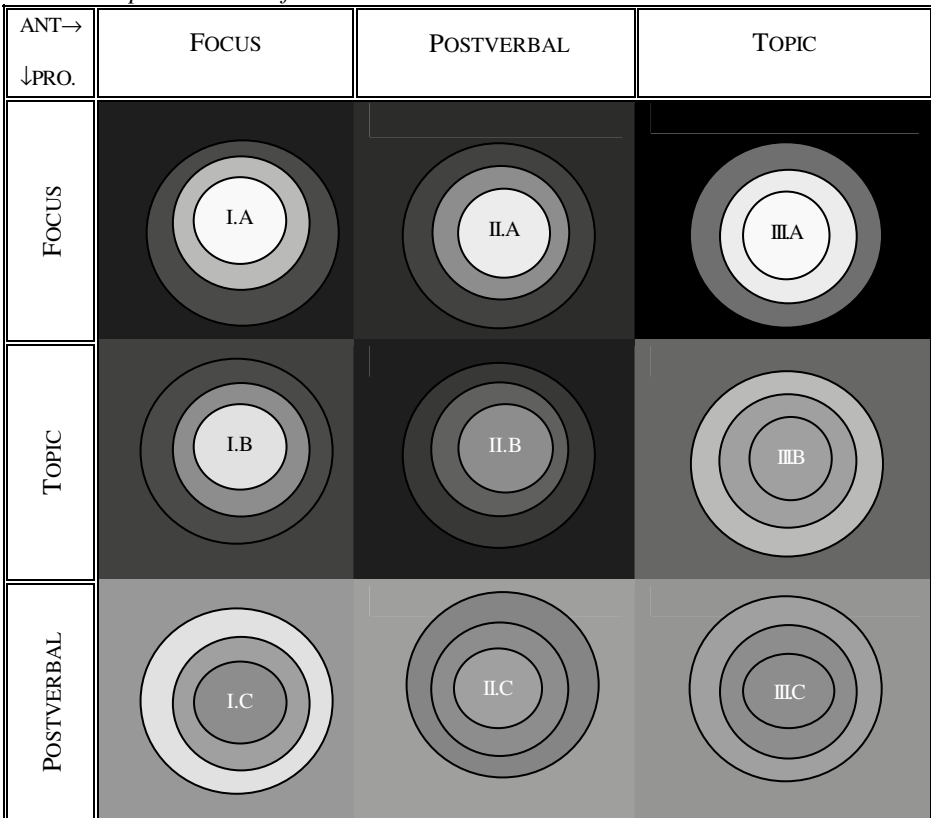 ANT→
↓PRO.
FOCUS
POSTVERBAL
TOPIC
FOCUS
I.A
II.A
III.A
TOPIC
I.B
II.B
III.B
POSTVERBAL
I.C
II.C
III.C